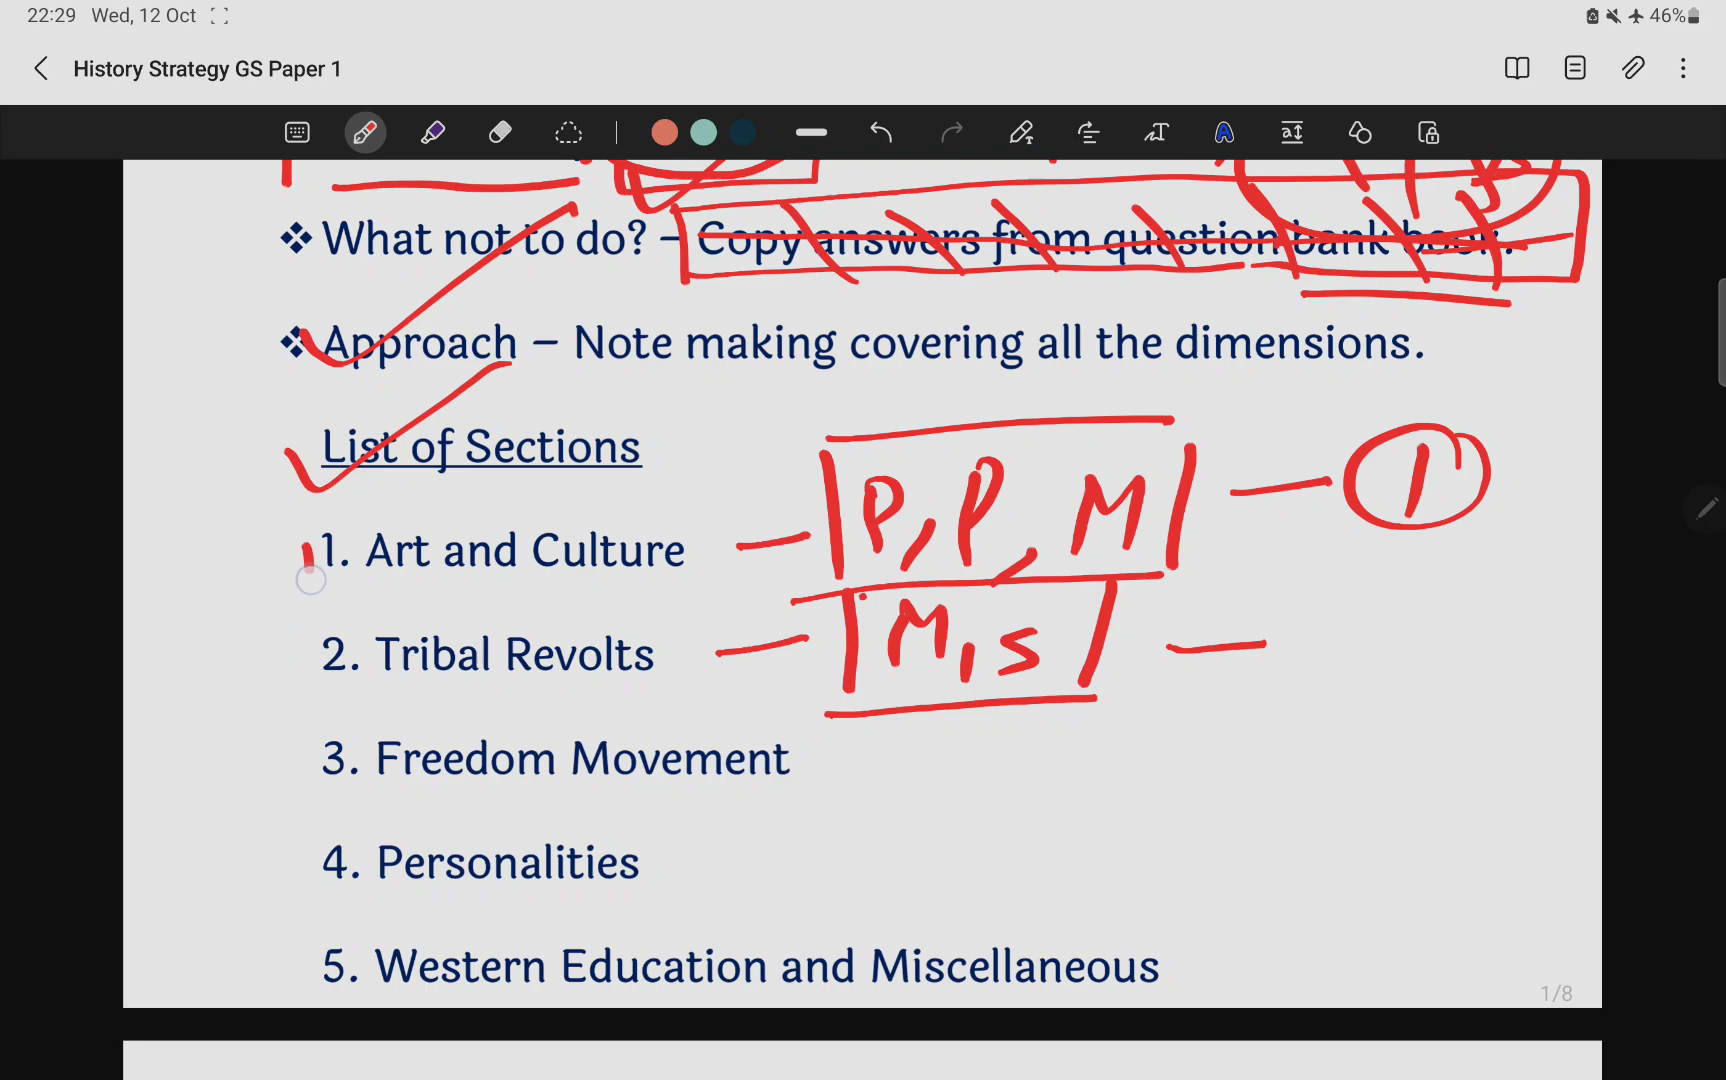 22:29 Wed, 12 Oct 46%
History Strategy GS Paper 1
❖ What not to do? – Copy answers from question bank book.
❖ Approach – Note making covering all the dimensions.
List of Sections
P, P, M 1
1. Art and Culture
M, S
2. Tribal Revolts
3. Freedom Movement
4. Personalities
5. Western Education and Miscellaneous
1/8